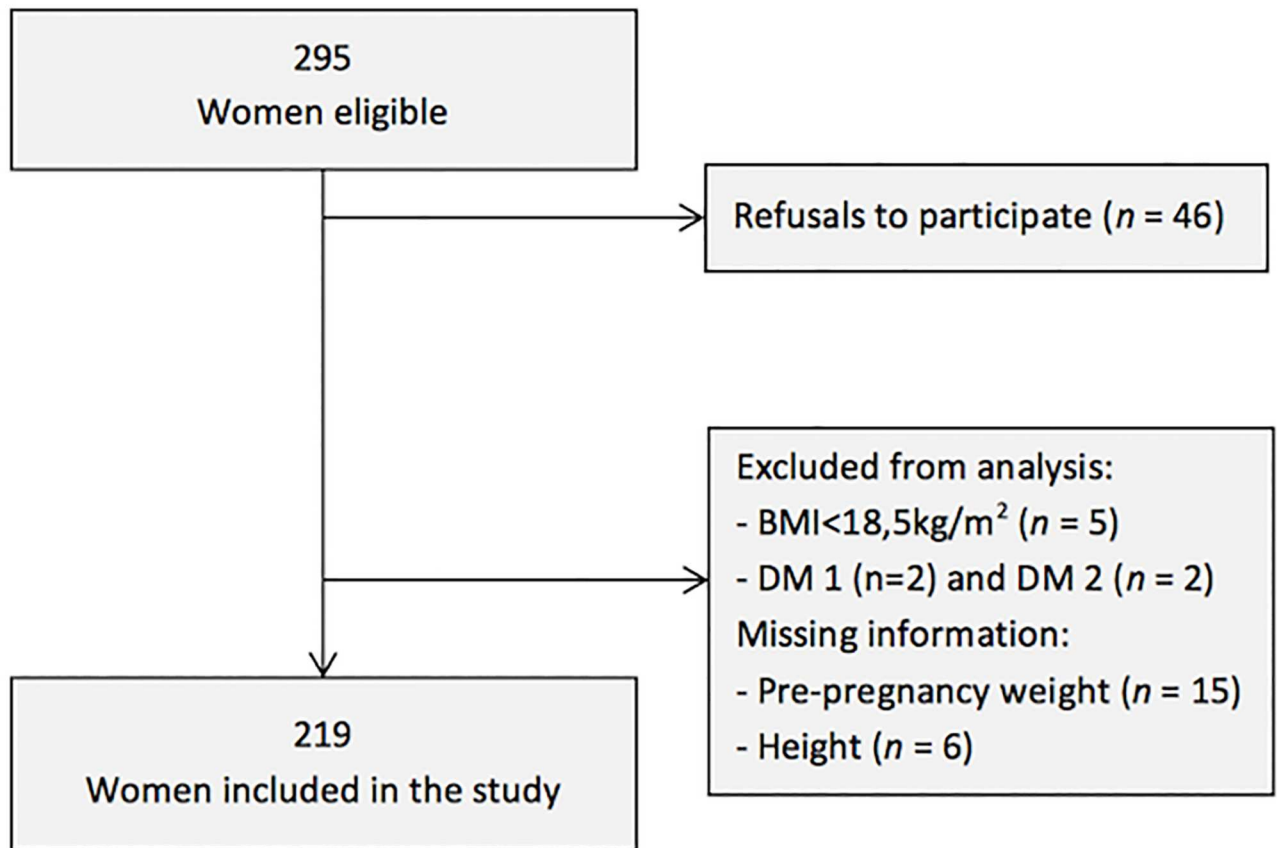 295
Women eligible
Refusals to participate (n = 46)
Excluded from analysis:
- BMI<18,5kg/m² (n = 5)
- DM 1 (n=2) and DM 2 (n = 2)
Missing information:
- Pre-pregnancy weight (n = 15)
- Height (n = 6)
219
Women included in the study